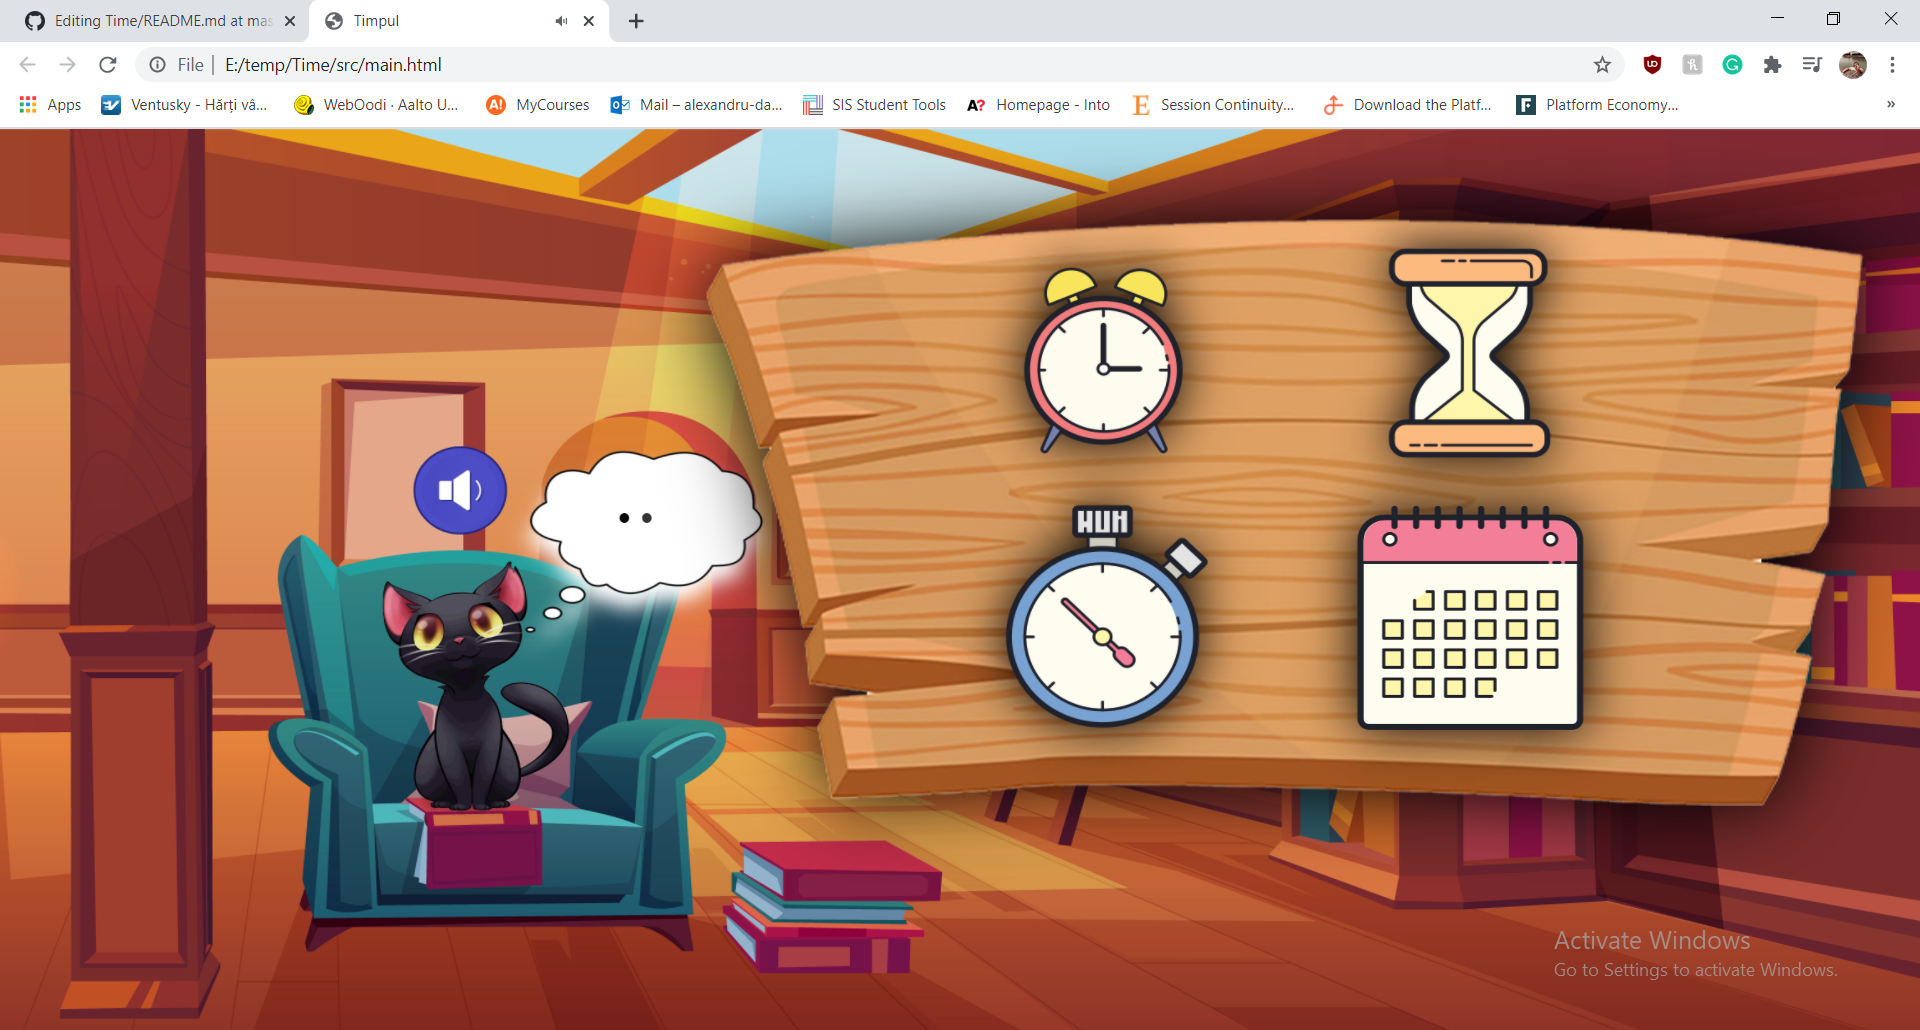 Editing Time/README.md at mas
Timpul
File
E:/temp/Time/src/main.html
Apps
Ventusky - Hărți vâ...
WebOodi · Aalto U...
MyCourses
Mail – alexandru-da...
SIS Student Tools
Homepage - Into
Session Continuity...
Download the Platf...
Platform Economy...
Activate Windows
Go to Settings to activate Windows.